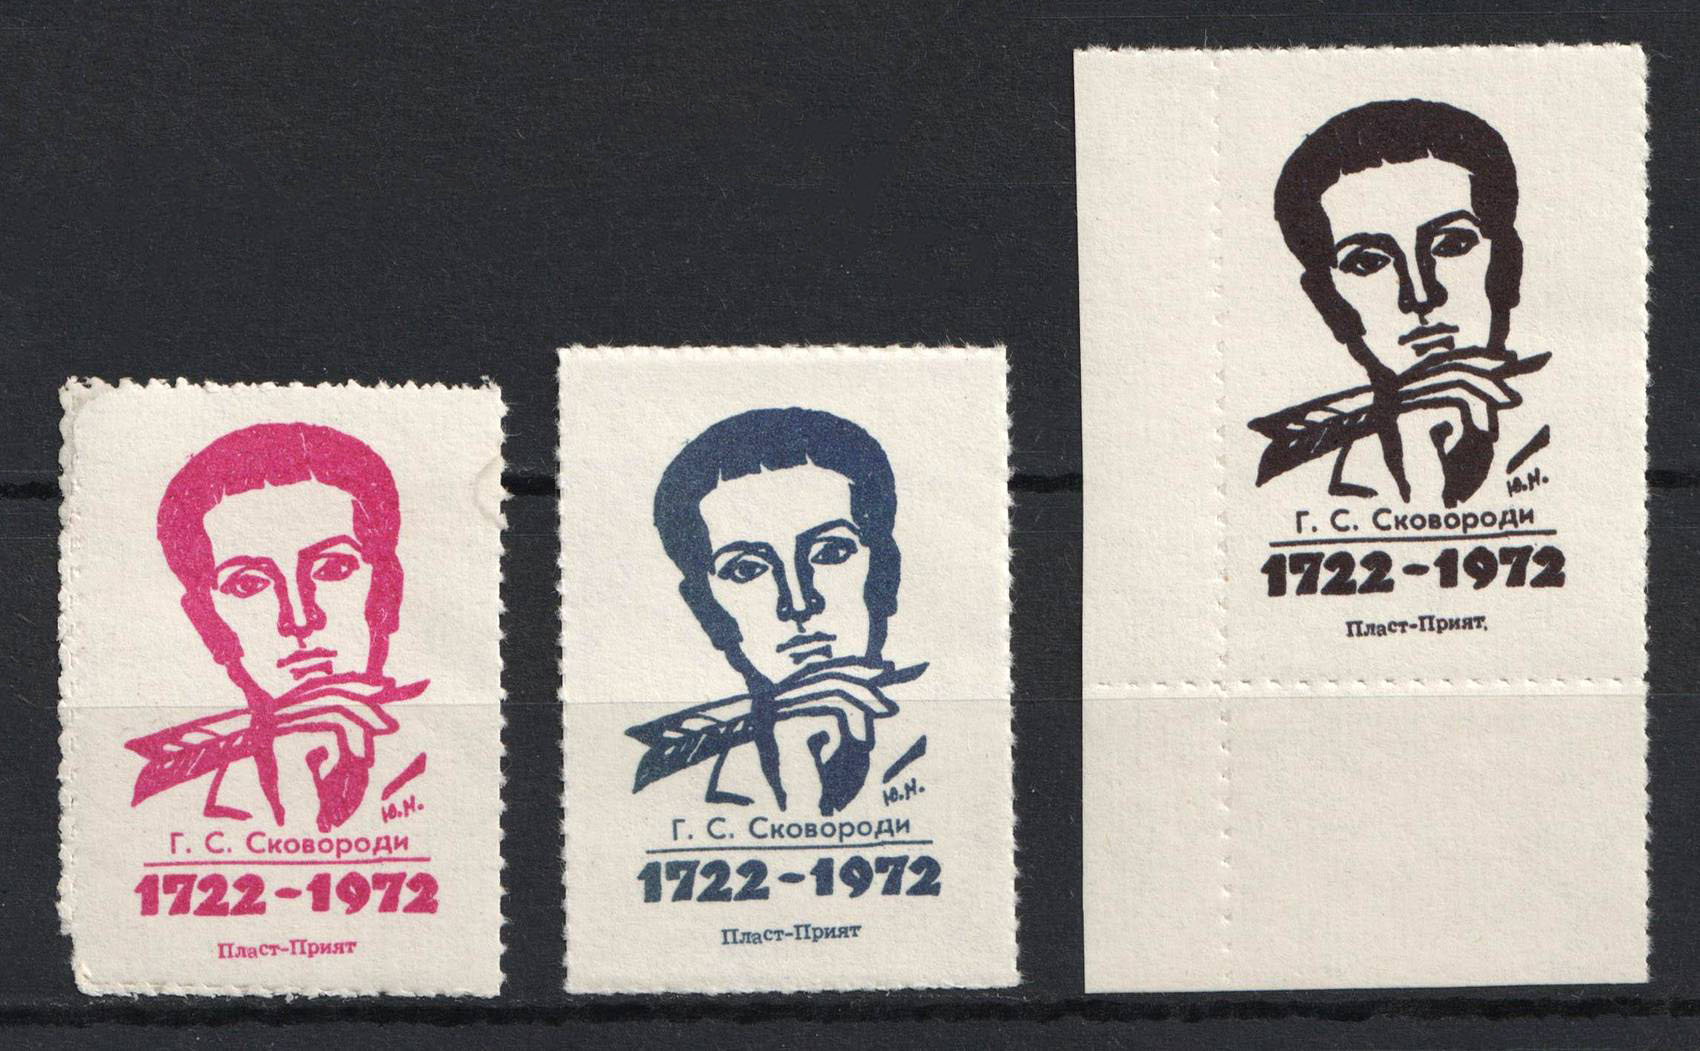 Ю.М.
Г. С. Сковороди
1722-1972
Пласт-Прият
Ю.М.
Г. С. Сковороди
1722-1972
Пласт-Прият
Ю.М.
Г. С. Сковороди
1722-1972
Пласт-Прият.